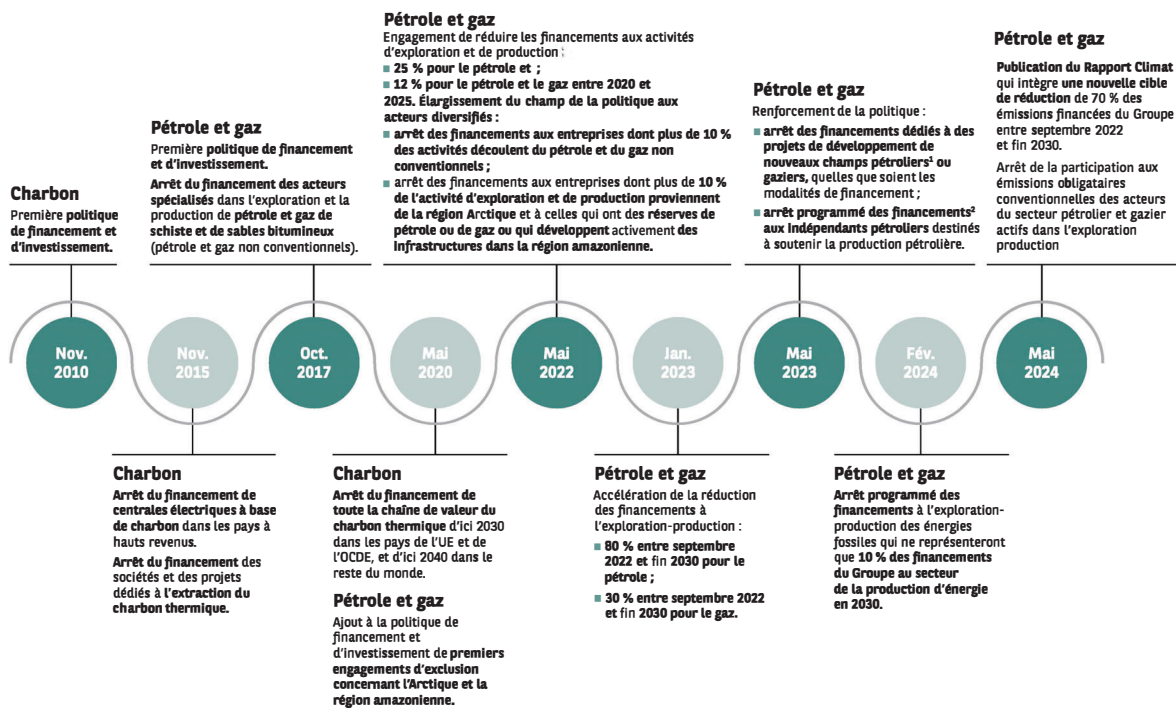 Charbon
Première politique
de financement et
d'investissement.
Nov.
2010
Nov.
2015
Charbon
Arrêt du financement de
centrales électriques à base
de charbon dans les pays à
hauts revenus.
Arrêt du financement des
sociétés et des projets
dédiés à l'extraction du
charbon thermique.
Pétrole et gaz
Première politique de financement
et d'investissement.
Arrêt du financement des acteurs
spécialisés dans l'exploration et la
production de pétrole et gaz de
schiste et de sables bitumineux
(pétrole et gaz non conventionnels).
Oct.
2017
Mai
2020
Charbon
Arrêt du financement de
toute la chaîne de valeur du
charbon thermique d'ici 2030
dans les pays de l'UE et de
l'OCDE, et d'ici 2040 dans le
reste du monde.
Pétrole et gaz
Ajout à la politique de
financement et
d'investissement de premiers
engagements d'exclusion
concernant l'Arctique et la
région amazonienne.
Pétrole et gaz
Engagement de réduire les financements aux activités
d'exploration et de production :
■ 25 % pour le pétrole et ;
■ 12 % pour le pétrole et le gaz entre 2020 et
2025. Élargissement du champ de la politique aux
acteurs diversifiés :
■ arrêt des financements aux entreprises dont plus de 10 %
des activités découlent du pétrole et du gaz non
conventionnels ;
■ arrêt des financements aux entreprises dont plus de 10 %
de l'activité d'exploration et de production proviennent
de la région Arctique et à celles qui ont des réserves de
pétrole ou de gaz ou qui développent activement des
infrastructures dans la région amazonienne.
Mai
2022
Jan.
2023
Pétrole et gaz
Accélération de la réduction
des financements à
l'exploration-production :
■ 80 % entre septembre
2022 et fin 2030 pour le
pétrole ;
■ 30 % entre septembre 2022
et fin 2030 pour le gaz.
Pétrole et gaz
Renforcement de la politique :
■ arrêt des financements dédiés à des
projets de développement de
nouveaux champs pétroliers¹ ou
gaziers, quelles que soient les
modalités de financement ;
■ arrêt programmé des financements²
aux indépendants pétroliers destinés
à soutenir la production pétrolière.
Mai
2023
Fév.
2024
Pétrole et gaz
Arrêt programmé des
financements à l'exploration-
production des énergies
fossiles qui ne représenteront
que 10 % des financements
du Groupe au secteur
de la production d'énergie
en 2030.
Pétrole et gaz
Publication du Rapport Climat
qui intègre une nouvelle cible
de réduction de 70 % des
émissions financées du Groupe
entre septembre 2022
et fin 2030.
Arrêt de la participation aux
émissions obligataires
conventionnelles des acteurs
du secteur pétrolier et gazier
actifs dans l'exploration
production
Mai
2024